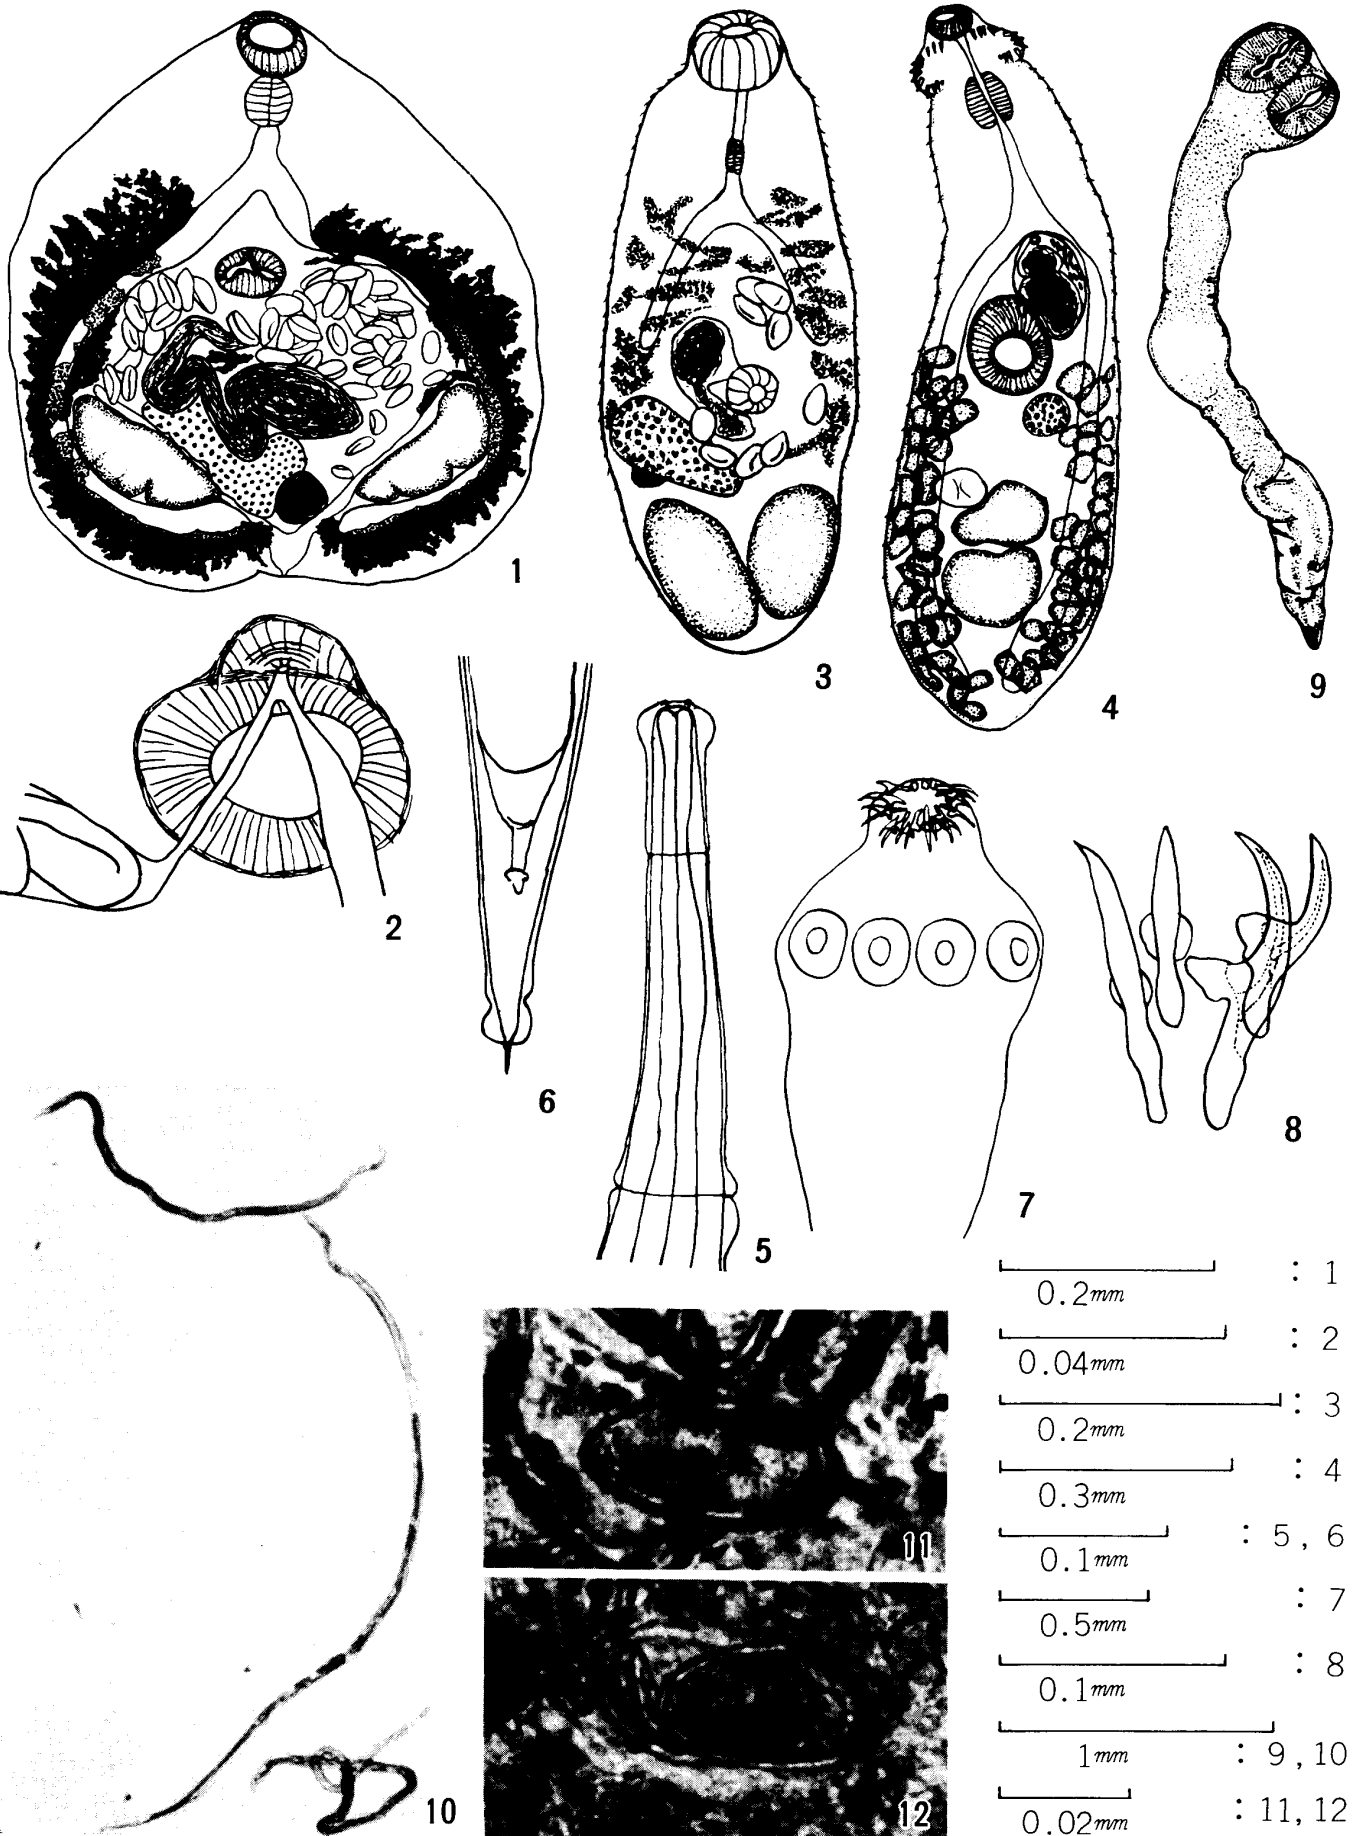 1
2
3
4
9
6
5
7
8
10
11
12
0.2mm : 1
0.04mm : 2
0.2mm : 3
0.3mm : 4
0.1mm : 5, 6
0.5mm : 7
0.1mm : 8
1mm : 9, 10
0.02mm : 11, 12